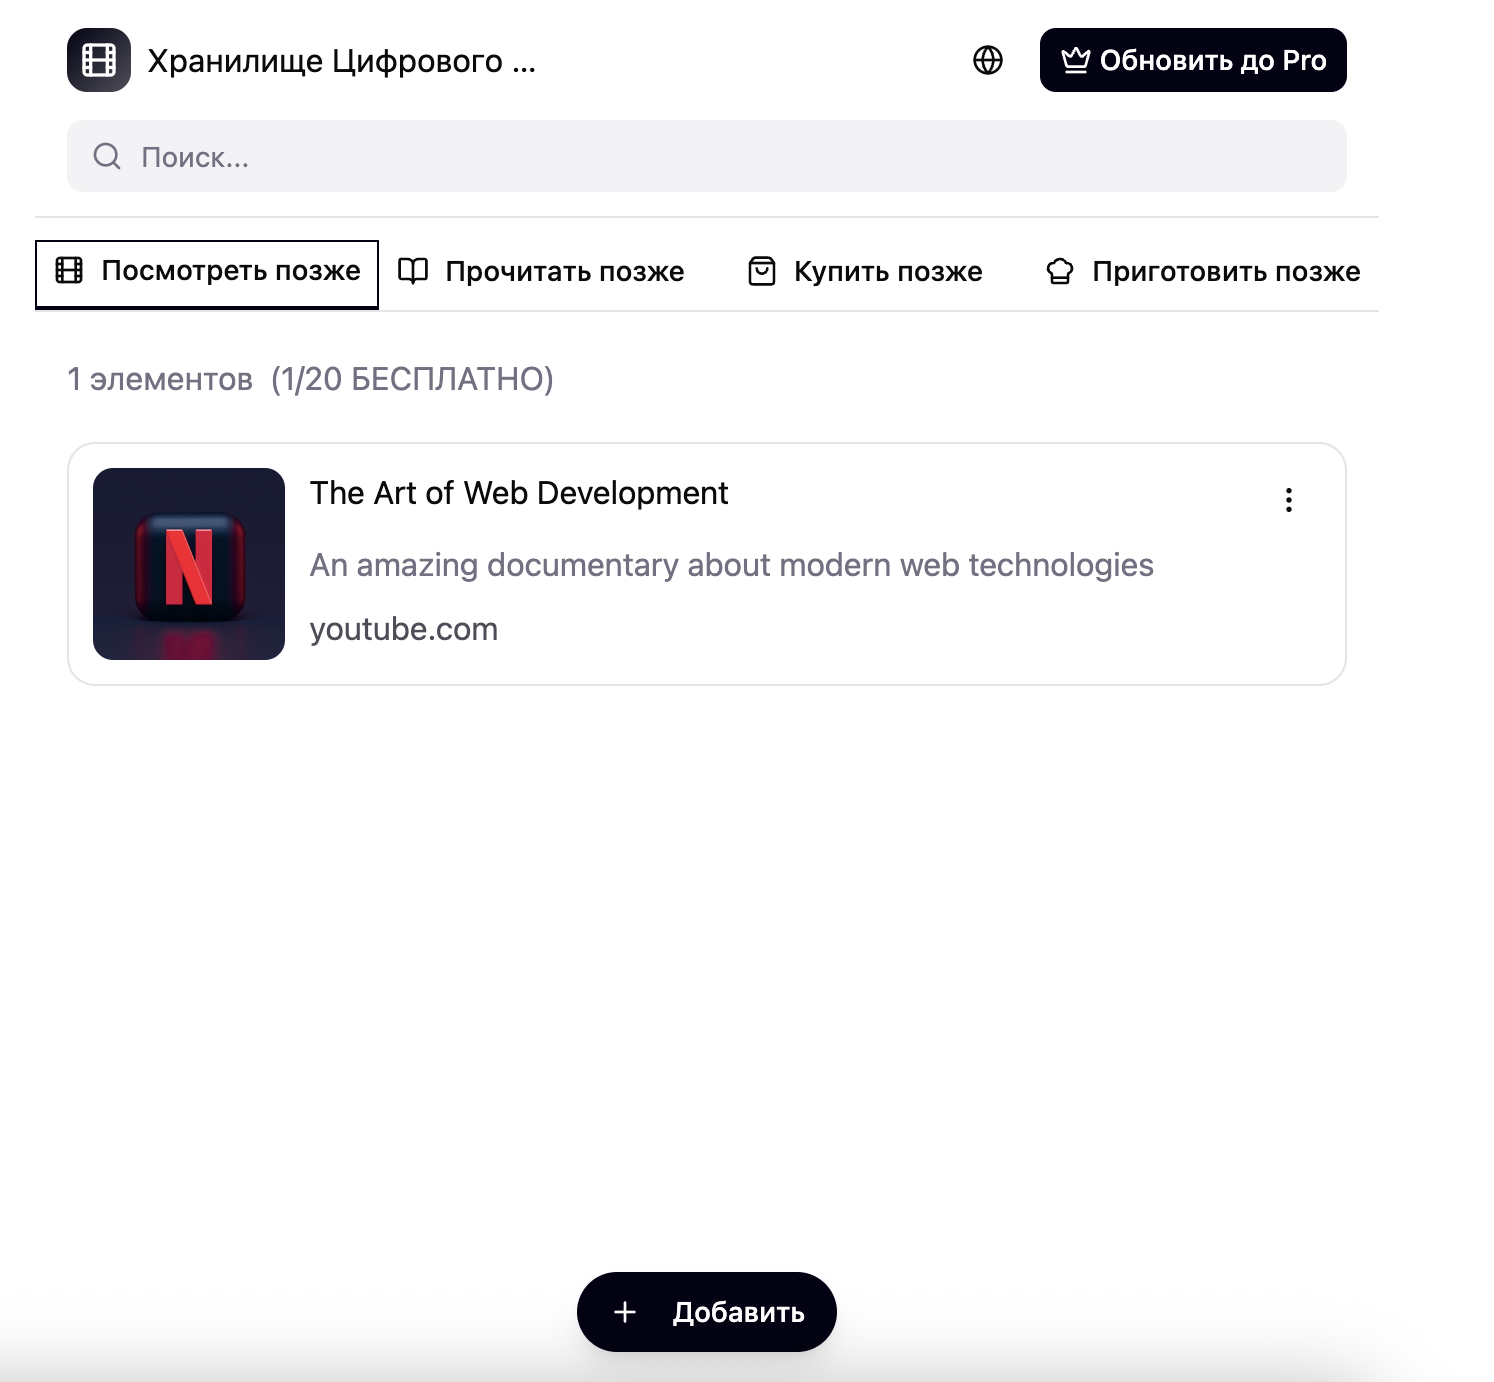 Хранилище Цифрового ...
Обновить до Pro
Поиск...
Посмотреть позже
Прочитать позже
Купить позже
Приготовить позже
1 элементов (1/20 БЕСПЛАТНО)
N
The Art of Web Development
An amazing documentary about modern web technologies
youtube.com
Добавить